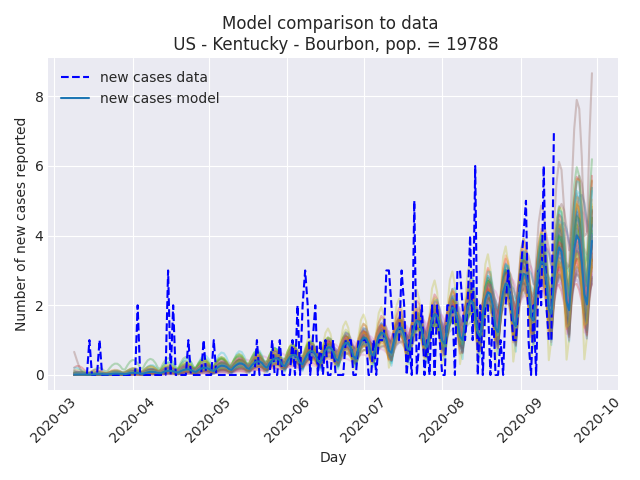 Model comparison to data
US - Kentucky - Bourbon, pop. = 19788
new cases data
new cases model
Number of new cases reported
8
6
4
2
0
2020-03
2020-04
2020-05
2020-06
2020-07
2020-08
2020-09
2020-10
Day